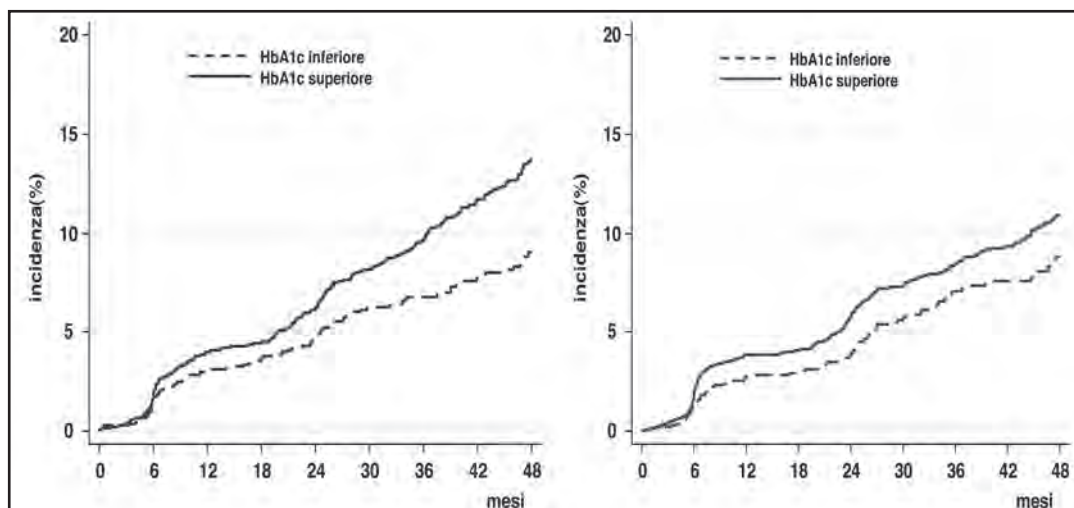 20
15
10
5
0
incidenza(%)
HbA1c inferiore
HbA1c superiore
0 6 12 18 24 30 36 42 48
mesi
20
15
10
5
0
incidenza(%)
HbA1c inferiore
HbA1c superiore
0 6 12 18 24 30 36 42 48
mesi